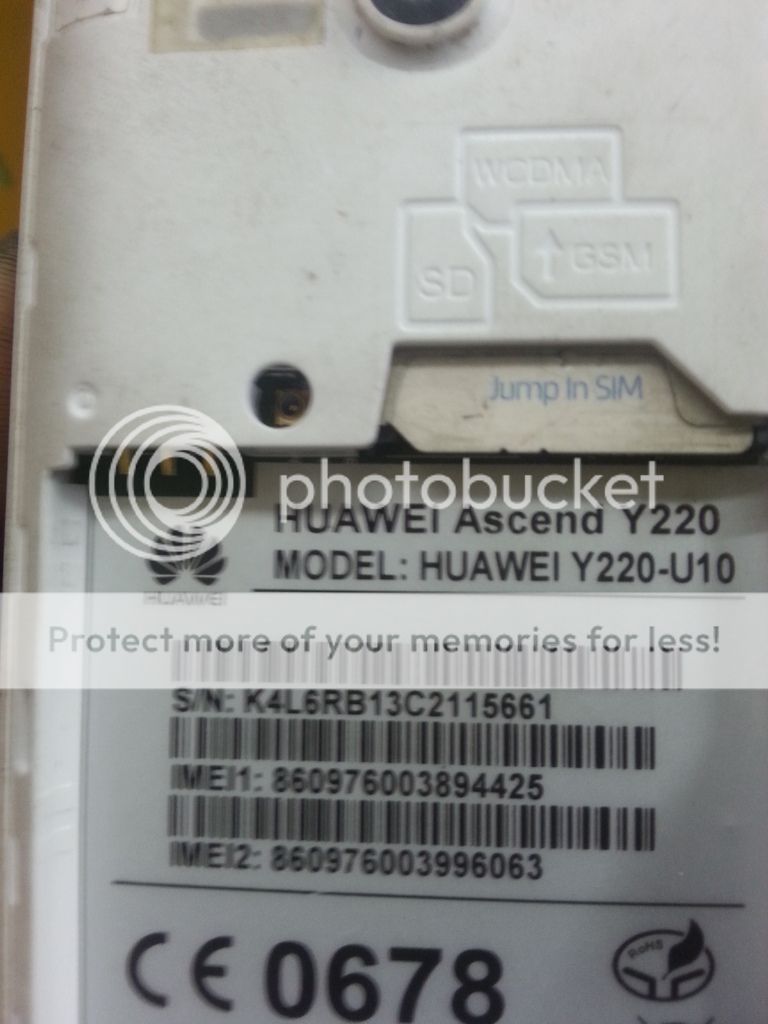 WCDMA
SD
GSM
Jump In SIM
photobucket
HUAWEI Ascend Y220
MODEL: HUAWEI Y220-U10
HUAWEI
Protect more of your memories for less!
S/N: K4L6RB13C2115661
IMEI1: 860976003894425
IMEI2: 860976003996063
CE 0678
RoHS